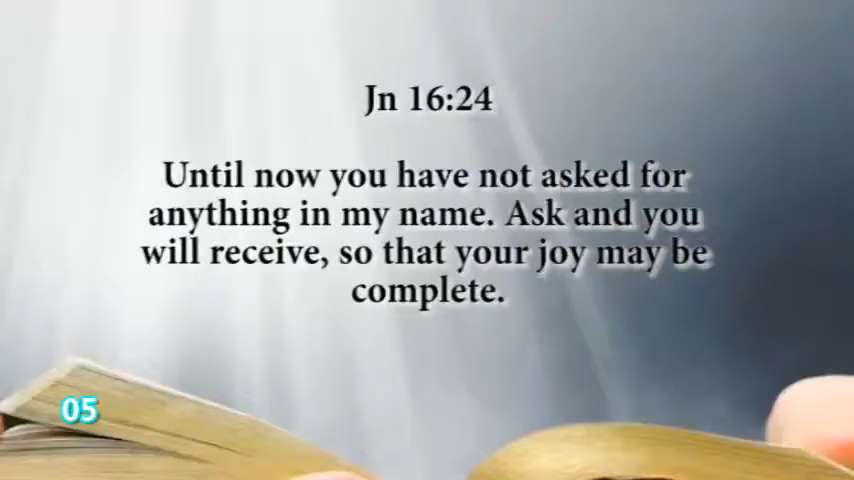 Jn 16:24
Until now you have not asked for
anything in my name. Ask and you
will receive, so that your joy may be
complete.
05